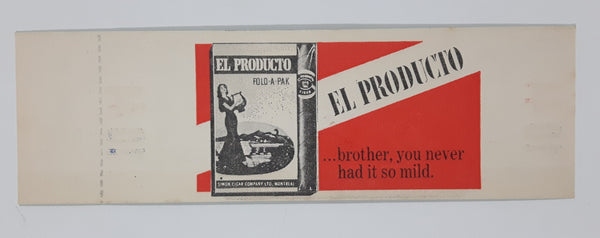 EL PRODUCTO
FOLD-A-PAK
SIMON CIGAR COMPANY LTD., MONTREAL
EL PRODUCTO
...brother, you never
had it so mild.